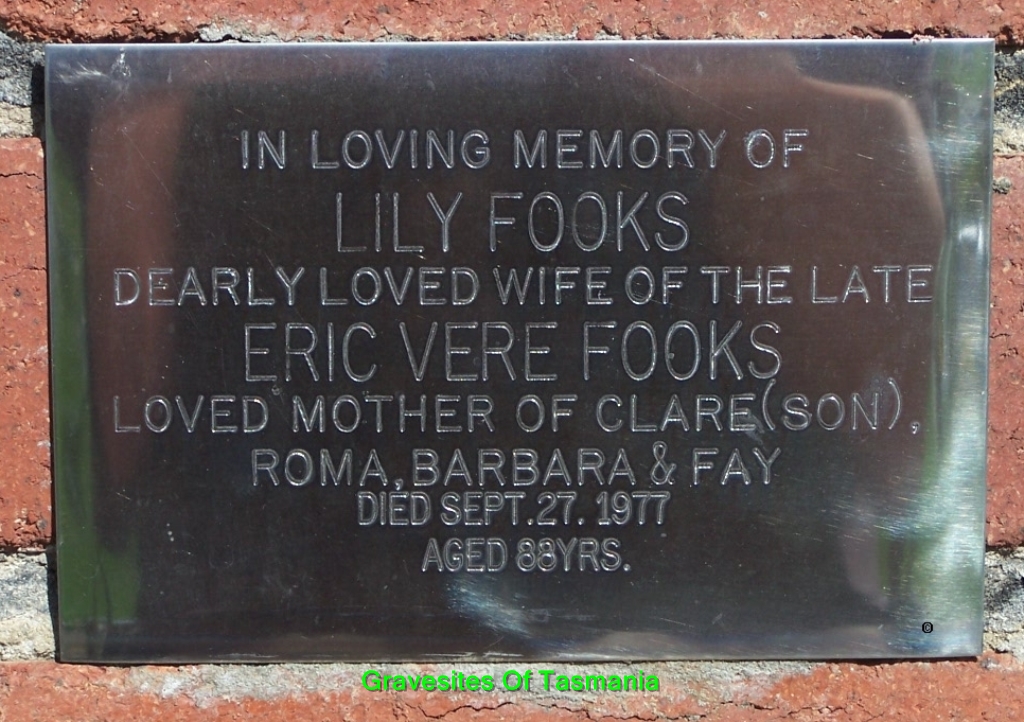 IN LOVING MEMORY OF
LILY FOOKS
DEARLY LOVED WIFE OF THE LATE
ERIC VERE FOOKS
LOVED MOTHER OF CLARE (SON),
ROMA, BARBARA & FAY
DIED SEPT. 27. 1977
AGED 88YRS.
©
Gravesites Of Tasmania